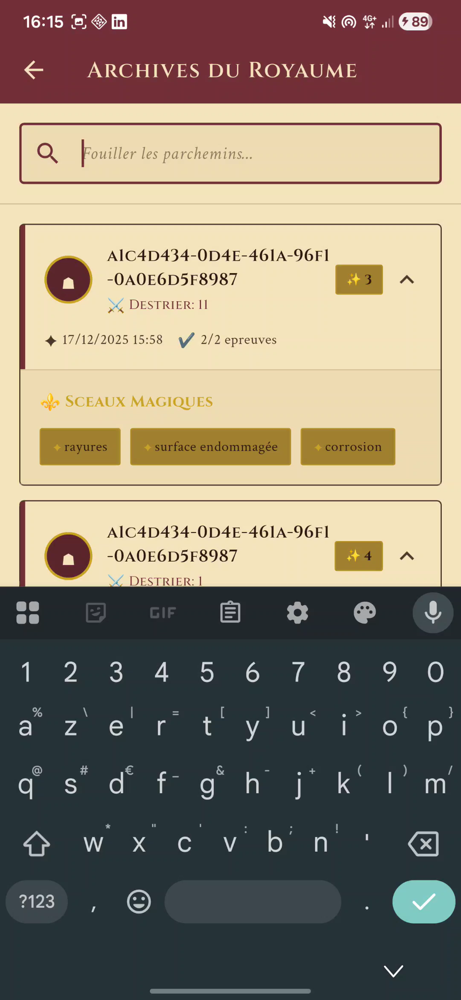 16:15 in 4G+ 89
Archives du Royaume
Fouiller les parchemins...
A1C4D434-0D4E-461A-96F1
-0A0E6D5F8987
✨ 3
⚔️ Destrier: 11
✦ 17/12/2025 15:58 ✔️ 2/2 epreuves
⚜️ Sceaux Magiques
✦ rayures ✦ surface endommagée ✦ corrosion
A1C4D434-0D4E-461A-96F1
-0A0E6D5F8987
✨ 4
⚔️ Destrier: 1
GIF
1 2 3 4 5 6 7 8 9 0
% \ | = [ ] < > { }
a z e r t y u i o p
@ # € _ & - + ( ) /
q s d f g h j k l m
* " ' : ; !
w x c v b n '
?123 , .